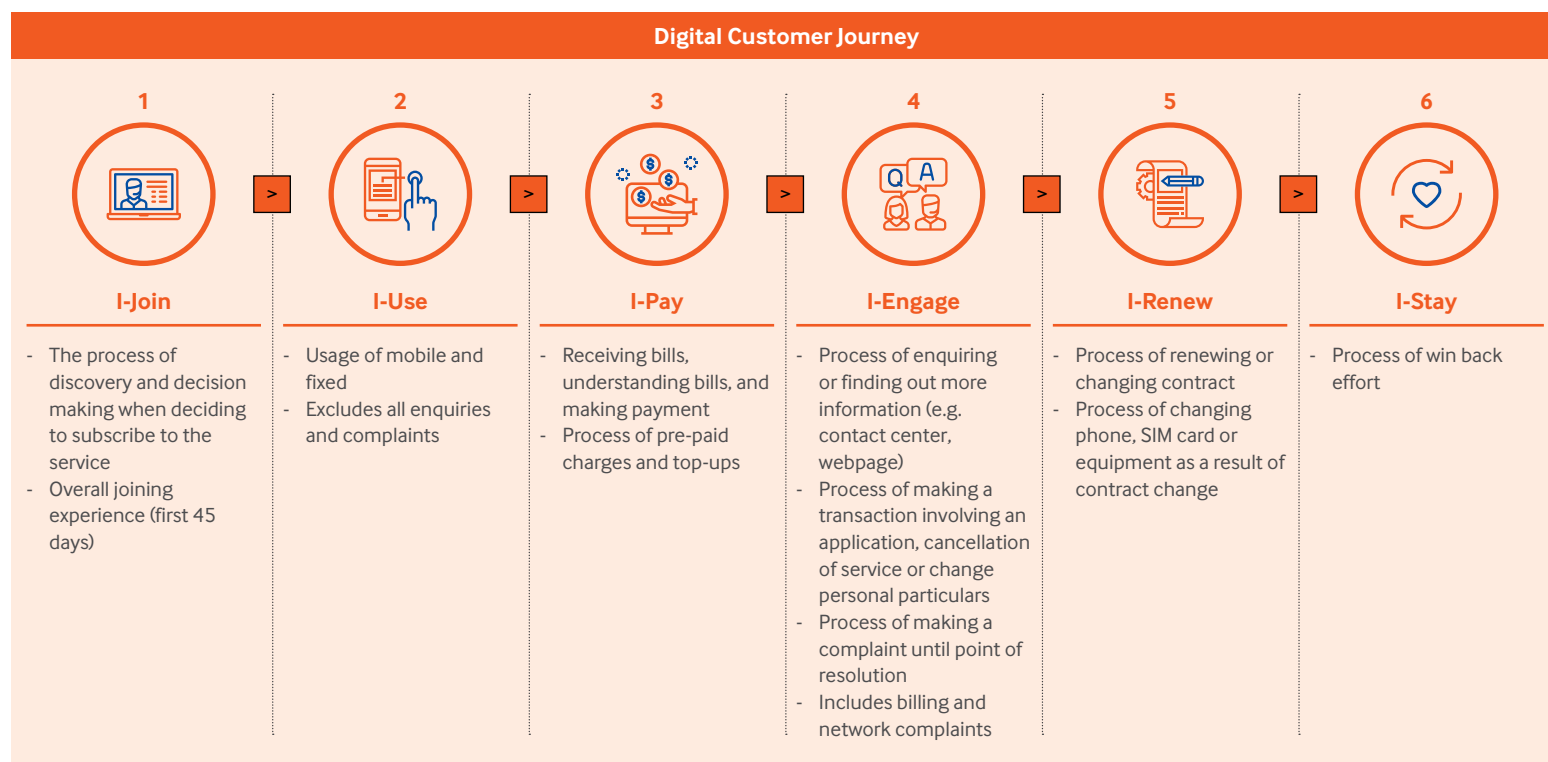 Digital Customer Journey
1
I-Join
- The process of
discovery and decision
making when deciding
to subscribe to the
service
- Overall joining
experience (first 45
days)
>
2
I-Use
- Usage of mobile and
fixed
- Excludes all enquiries
and complaints
>
3
$
$
$
I-Pay
- Receiving bills,
understanding bills, and
making payment
- Process of pre-paid
charges and top-ups
>
4
Q A
I-Engage
- Process of enquiring
or finding out more
information (e.g.
contact center,
webpage)
- Process of making a
transaction involving an
application, cancellation
of service or change
personal particulars
- Process of making a
complaint until point of
resolution
- Includes billing and
network complaints
>
5
I-Renew
- Process of renewing or
changing contract
- Process of changing
phone, SIM card or
equipment as a result of
contract change
>
6
I-Stay
- Process of win back
effort